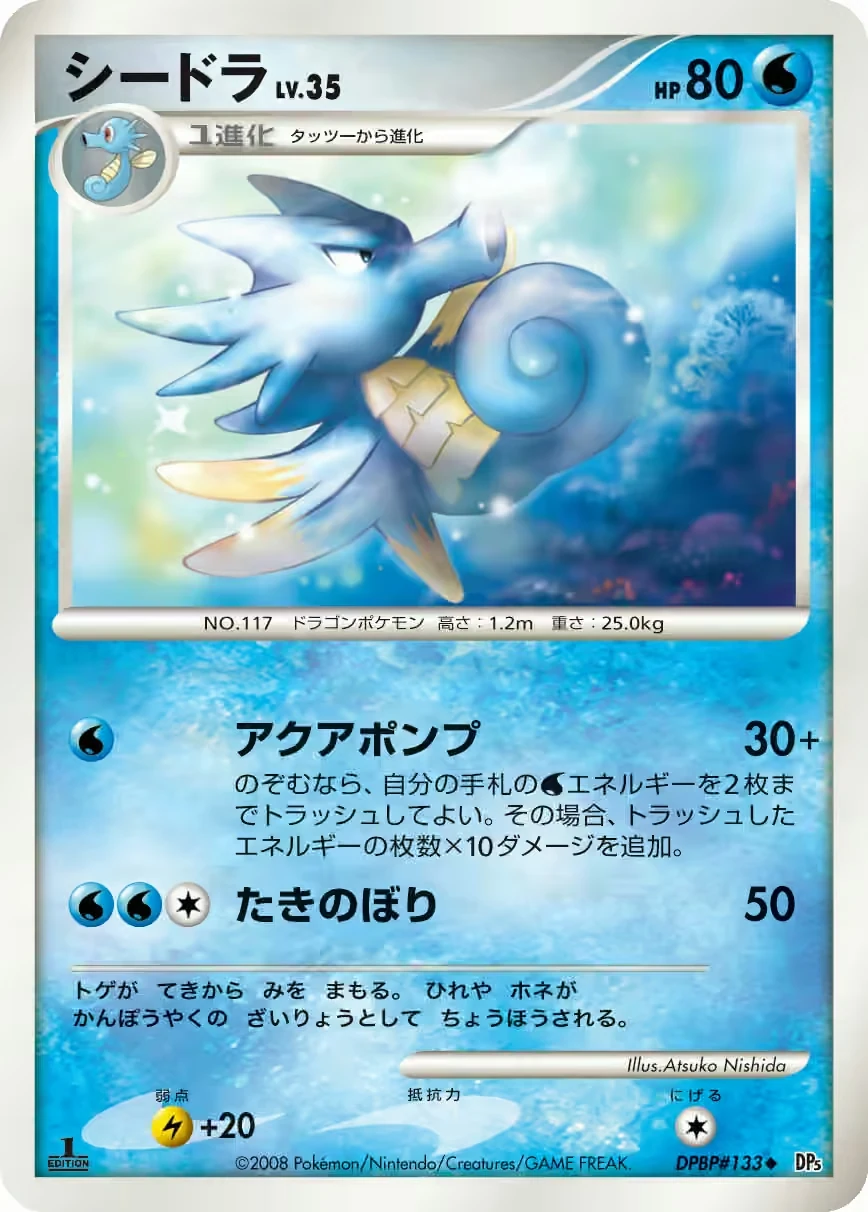 シードラ LV.35 HP 80
1進化 タッツーから進化
NO.117 ドラゴンポケモン 高さ：1.2m 重さ：25.0kg
アクアポンプ 30+
のぞむなら、自分の手札のエネルギーを2枚ま
でトラッシュしてよい。その場合、トラッシュした
エネルギーの枚数×10ダメージを追加。
たきのぼり 50
トゲが てきから みを まもる。 ひれや ホネが
かんぽうやくの ざいりょうとして ちょうほうされる。
Illus.Atsuko Nishida
弱点 抵抗力 にげる
+20
1 EDITION
©2008 Pokémon/Nintendo/Creatures/GAME FREAK. DPBP#133◆ DP5